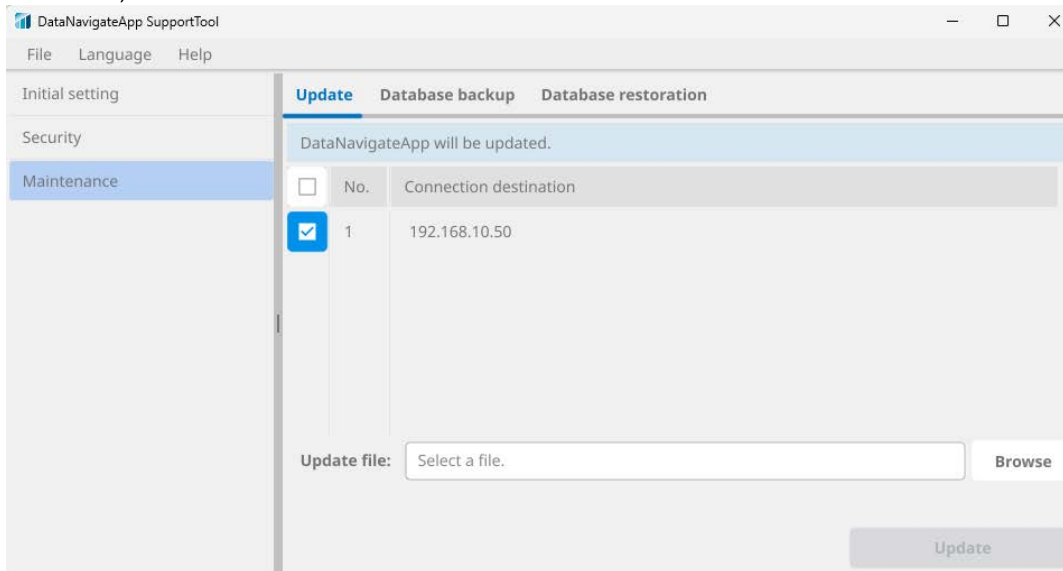 DataNavigateApp SupportTool
File Language Help
Initial setting
Security
Maintenance
Update Database backup Database restoration
DataNavigateApp will be updated.
No. Connection destination
1 192.168.10.50
Update file: Select a file. Browse
Update